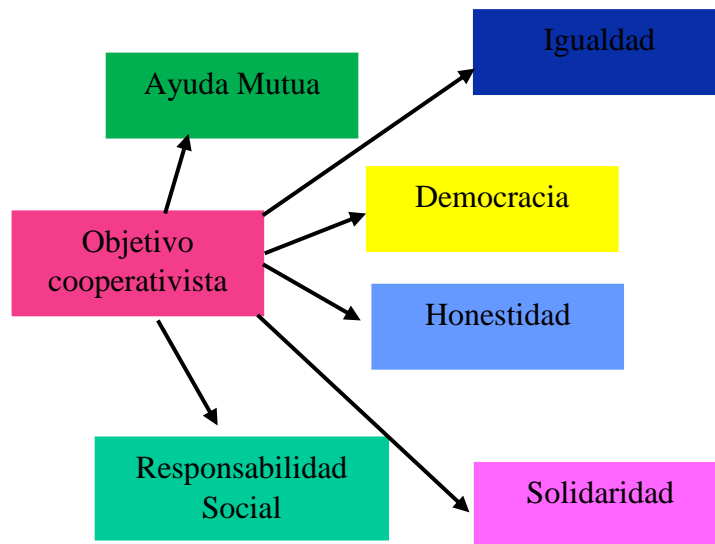 Igualdad
Ayuda Mutua
Democracia
Objetivo
cooperativista
Honestidad
Responsabilidad
Social
Solidaridad